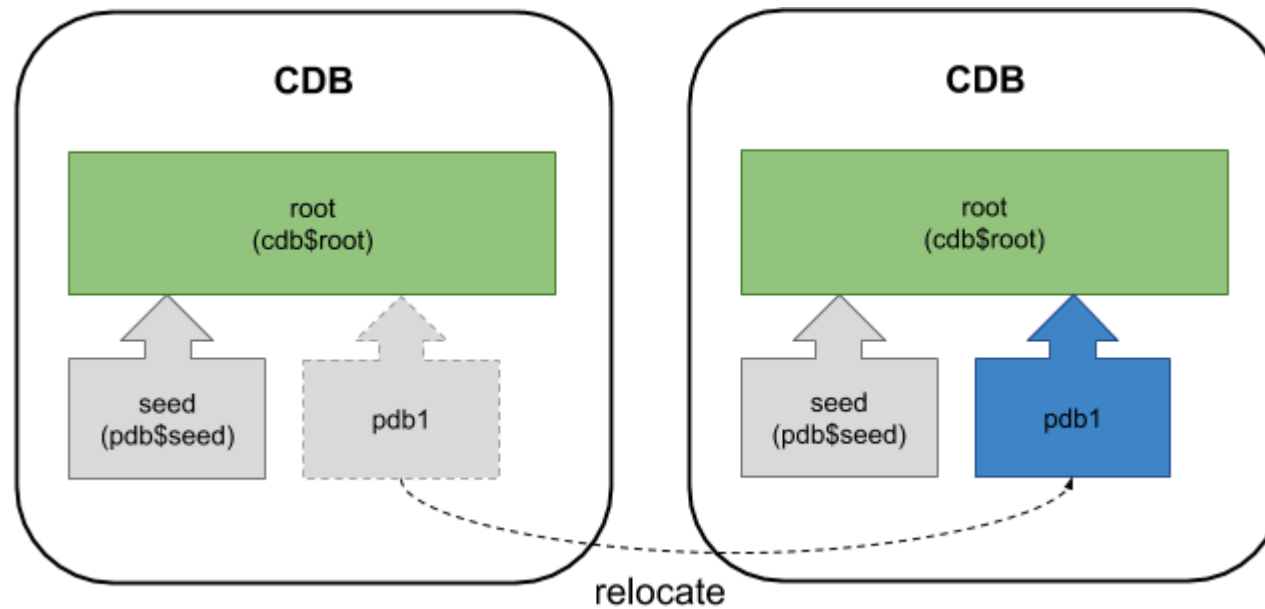 CDB
root
(cdb$root)
seed
(pdb$seed)
pdb1
CDB
root
(cdb$root)
seed
(pdb$seed)
pdb1
relocate